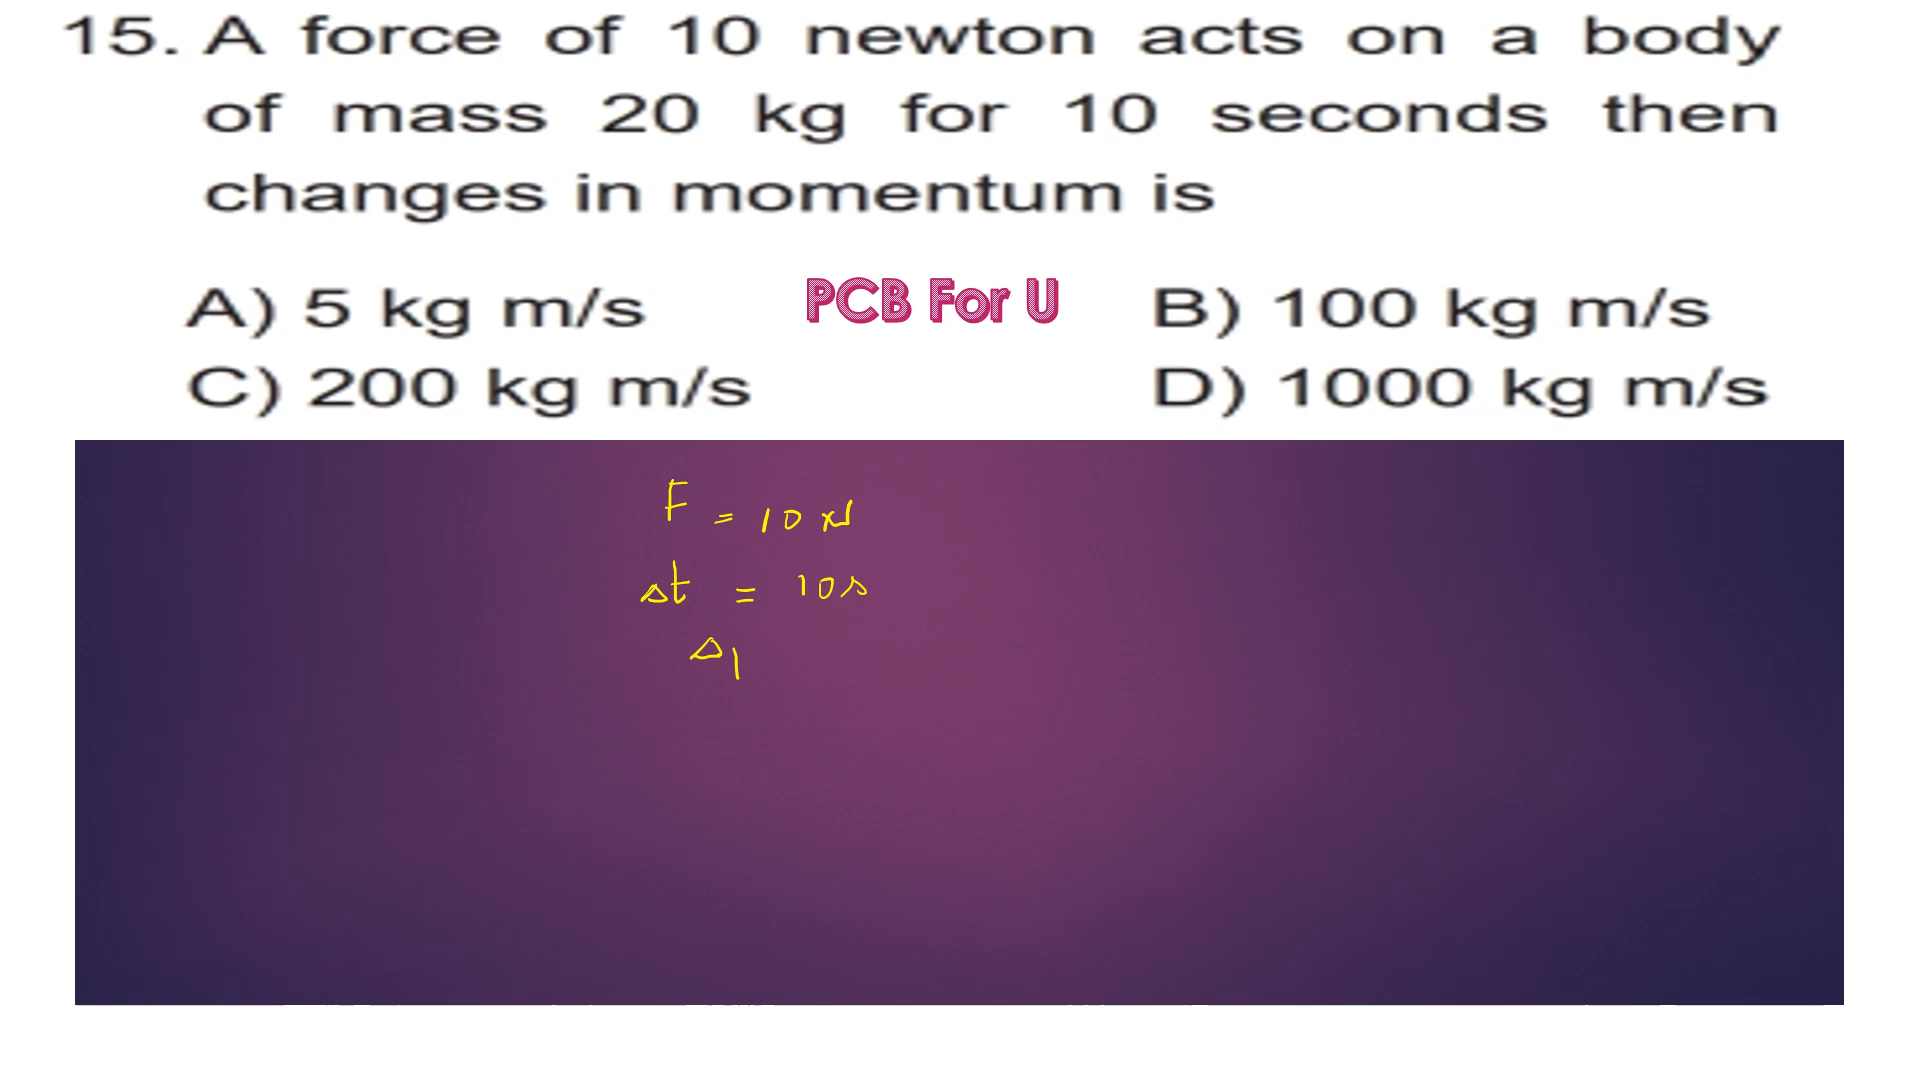 15. A force of 10 newton acts on a body
of mass 20 kg for 10 seconds then
changes in momentum is
A) 5 kg m/s
PCB For U
B) 100 kg m/s
C) 200 kg m/s
D) 1000 kg m/s
F = 10 N
Δt = 10s
Δ